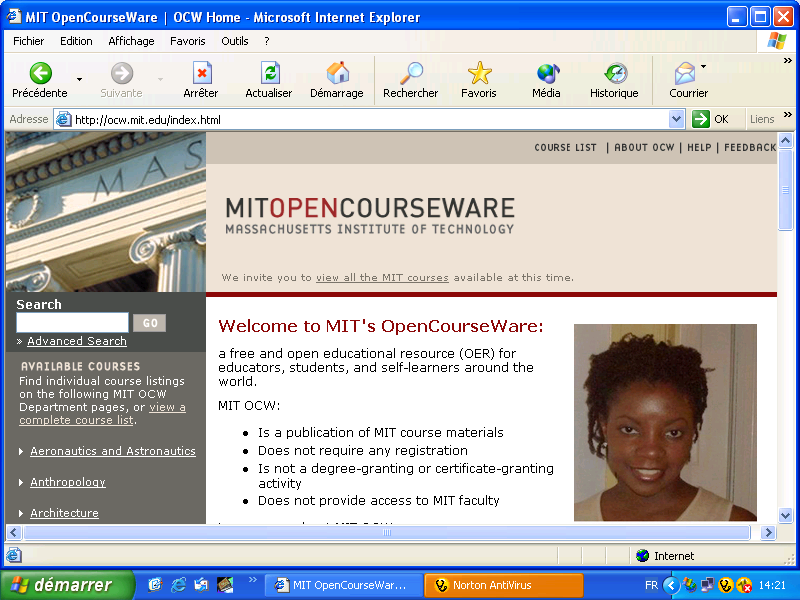 MIT OpenCourseWare | OCW Home - Microsoft Internet Explorer
Fichier Edition Affichage Favoris Outils ?
Précédente Suivante Arrêter Actualiser Démarrage Rechercher Favoris Média Historique Courrier
Adresse http://ocw.mit.edu/index.html OK Liens
COURSE LIST | ABOUT OCW | HELP | FEEDBACK
MAS
MITOPENCOURSEWARE
MASSACHUSETTS INSTITUTE OF TECHNOLOGY
We invite you to view all the MIT courses available at this time.
Search
GO
» Advanced Search
AVAILABLE COURSES
Find individual course listings
on the following MIT OCW
Department pages, or view a
complete course list.
Aeronautics and Astronautics
Anthropology
Architecture
Welcome to MIT's OpenCourseWare:
a free and open educational resource (OER) for
educators, students, and self-learners around the
world.
MIT OCW:
• Is a publication of MIT course materials
• Does not require any registration
• Is not a degree-granting or certificate-granting
activity
• Does not provide access to MIT faculty
Internet
démarrer MIT OpenCourseWar... Norton AntiVirus FR 14:21